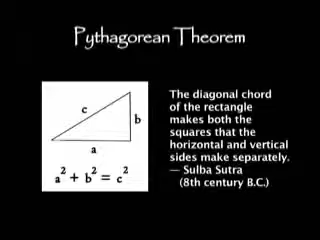 Pythagorean Theorem
c
b
a
a² + b² = c²
The diagonal chord
of the rectangle
makes both the
squares that the
horizontal and vertical
sides make separately.
— Sulba Sutra
(8th century B.C.)